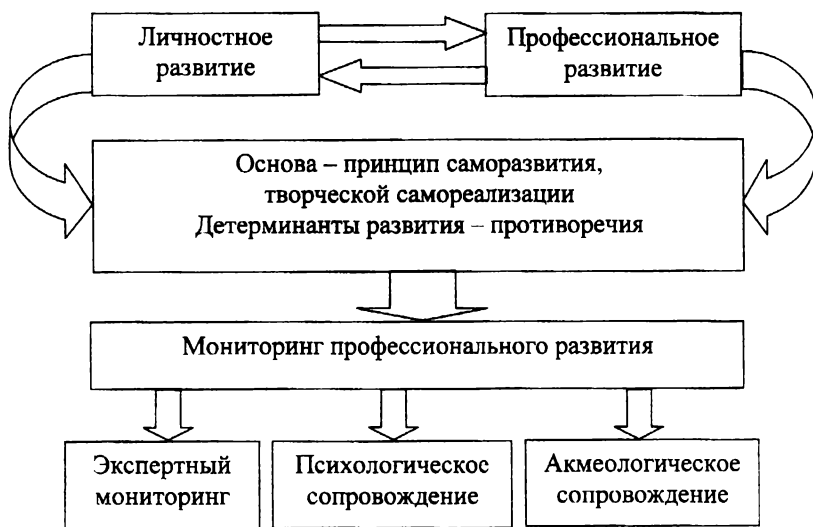 Личностное
развитие
Профессиональное
развитие
Основа – принцип саморазвития,
творческой самореализации
Детерминанты развития – противоречия
Мониторинг профессионального развития
Экспертный
мониторинг
Психологическое
сопровождение
Акмеологическое
сопровождение